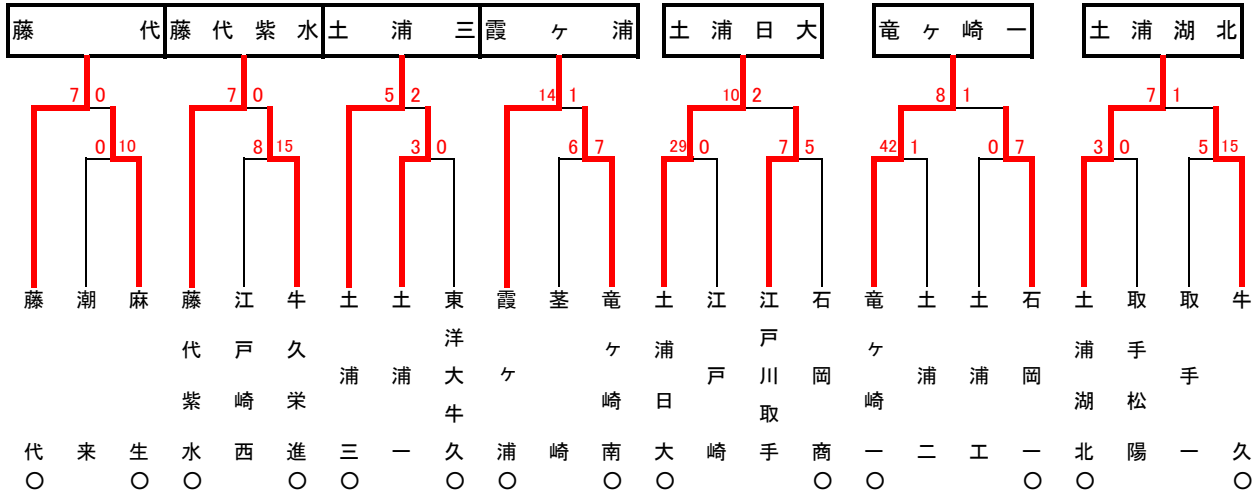 藤代 藤代紫水 土浦三 霞ヶ浦 土浦日大 竜ヶ崎一 土浦湖北
7 0 7 0 5 2 14 1 10 2 8 1 7 1
0 10 8 15 3 0 6 7 29 0 7 5 42 1 0 7 3 0 5 15
藤代
潮来
麻生
藤代紫水
江戸崎西
牛久栄進
土浦三
土浦一
東洋大牛久
霞ヶ浦
茎崎
竜ヶ崎南
土浦日大
江戸崎
江戸川取手
石岡商
竜ヶ崎一
土浦二
土浦工
石岡一
土浦湖北
取手松陽
取手一
牛久
○ ○ ○ ○ ○ ○ ○ ○ ○ ○ ○ ○ ○ ○